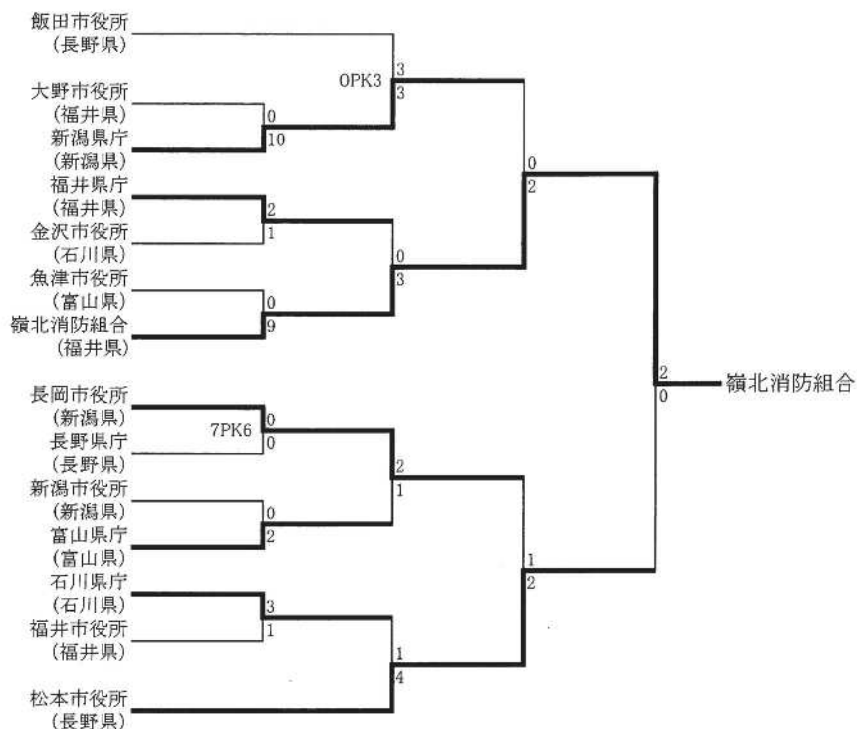 飯田市役所
(長野県)
0PK3
3
3
大野市役所
(福井県)
0
10
新潟県庁
(新潟県)
0
2
福井県庁
(福井県)
2
1
金沢市役所
(石川県)
0
3
魚津市役所
(富山県)
0
9
嶺北消防組合
(福井県)
2
0
嶺北消防組合
長岡市役所
(新潟県)
7PK6
0
0
長野県庁
(長野県)
2
1
新潟市役所
(新潟県)
0
2
富山県庁
(富山県)
1
2
石川県庁
(石川県)
3
1
福井市役所
(福井県)
1
4
松本市役所
(長野県)